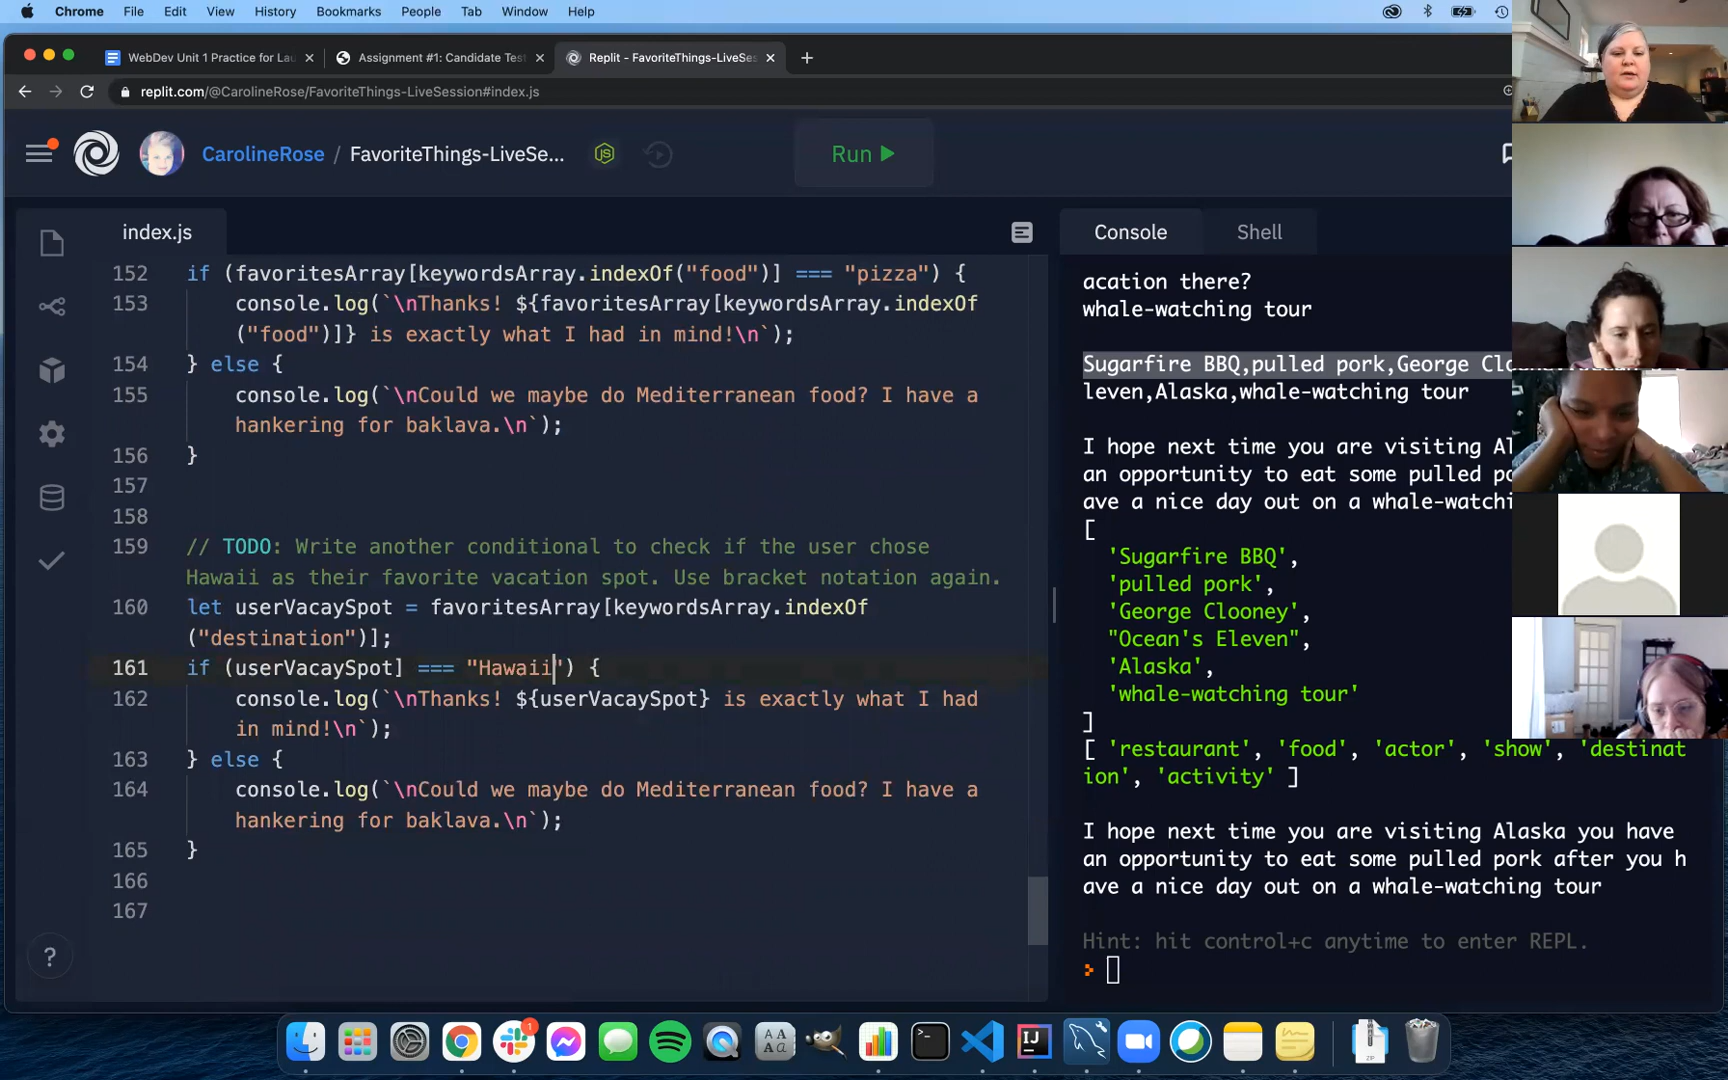 Chrome File Edit View History Bookmarks People Tab Window Help
WebDev Unit 1 Practice for Lau
Assignment #1: Candidate Test
Replit - FavoriteThings-LiveSes
replit.com/@CarolineRose/FavoriteThings-LiveSession#index.js
CarolineRose / FavoriteThings-LiveSe...
Run
index.js
Console Shell
152 if (favoritesArray[keywordsArray.indexOf("food")] === "pizza") {
153 console.log(`\nThanks! ${favoritesArray[keywordsArray.indexOf
("food")]} is exactly what I had in mind!\n`);
154 } else {
155 console.log(`\nCould we maybe do Mediterranean food? I have a
hankering for baklava.\n`);
156 }
157
158
159 // TODO: Write another conditional to check if the user chose
Hawaii as their favorite vacation spot. Use bracket notation again.
160 let userVacaySpot = favoritesArray[keywordsArray.indexOf
("destination")];
161 if (userVacaySpot] === "Hawaii") {
162 console.log(`\nThanks! ${userVacaySpot} is exactly what I had
in mind!\n`);
163 } else {
164 console.log(`\nCould we maybe do Mediterranean food? I have a
hankering for baklava.\n`);
165 }
166
167
acation there?
whale-watching tour
Sugarfire BBQ,pulled pork,George Clo
leven,Alaska,whale-watching tour
I hope next time you are visiting Al
an opportunity to eat some pulled po
ave a nice day out on a whale-watchin
[
'Sugarfire BBQ',
'pulled pork',
'George Clooney',
"Ocean's Eleven",
'Alaska',
'whale-watching tour'
]
[ 'restaurant', 'food', 'actor', 'show', 'destinat
ion', 'activity' ]
I hope next time you are visiting Alaska you have
an opportunity to eat some pulled pork after you h
ave a nice day out on a whale-watching tour
Hint: hit control+c anytime to enter REPL.
>
?
1
A A
A a
>_
IJ
ZIP